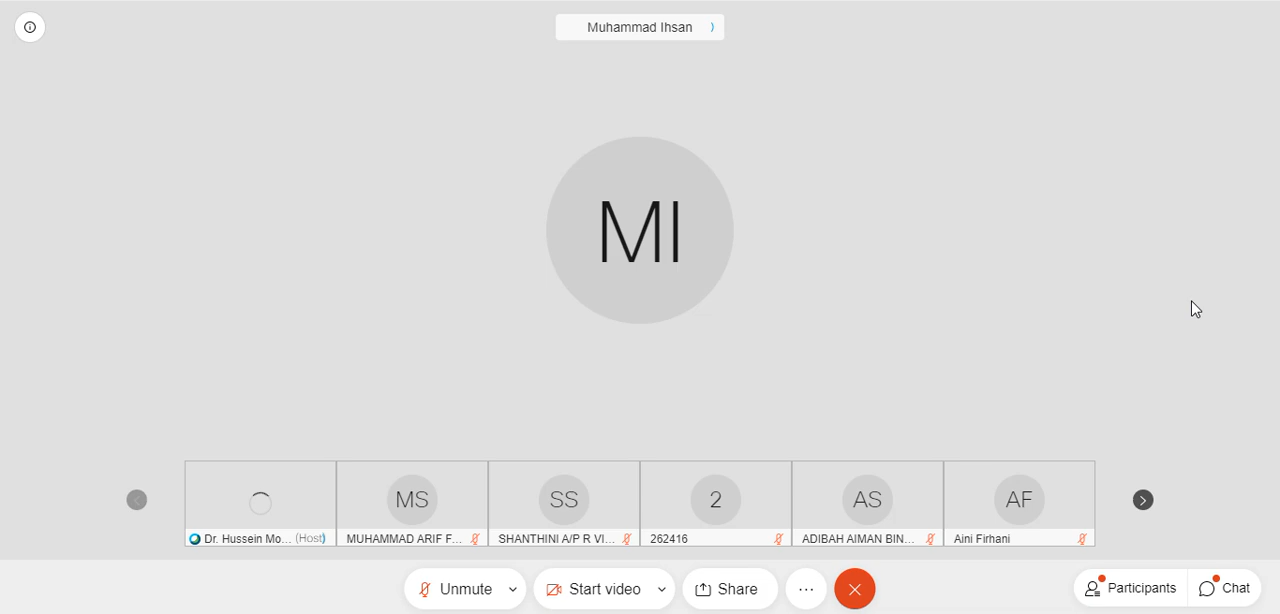 Muhammad Ihsan
MI
MS
SS
2
AS
AF
Dr. Hussein Mo... (Host)
MUHAMMAD ARIF F...
SHANTHINI A/P R VI...
262416
ADIBAH AIMAN BIN...
Aini Firhani
Unmute
Start video
Share
Participants
Chat